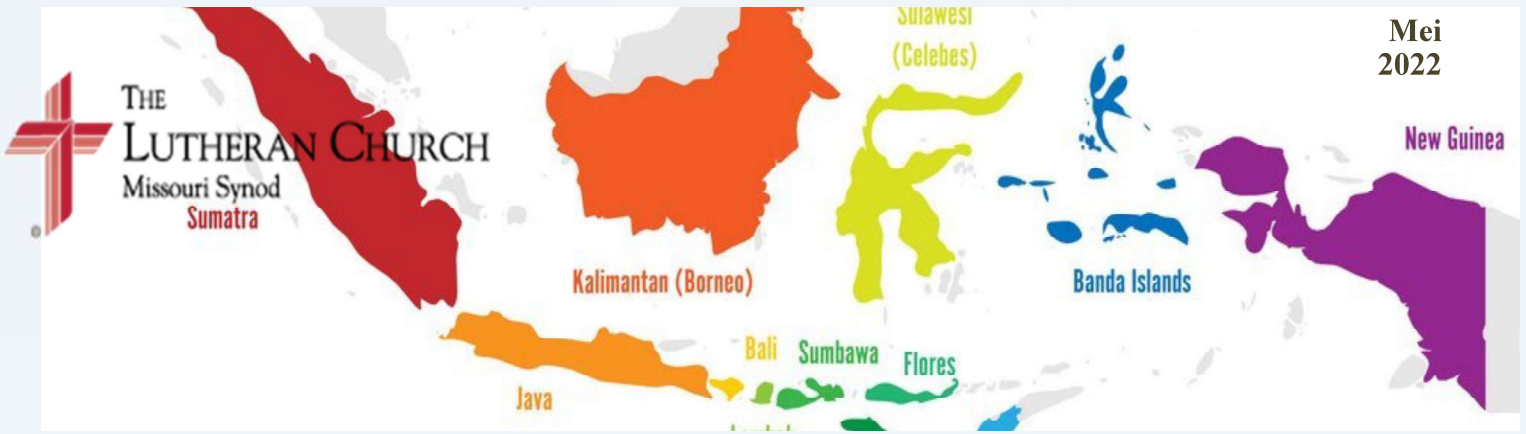 Mei
2022
Sulawesi
(Celebes)
THE
LUTHERAN CHURCH
Missouri Synod
Sumatra
New Guinea
Kalimantan (Borneo)
Banda Islands
Bali
Sumbawa
Flores
Java